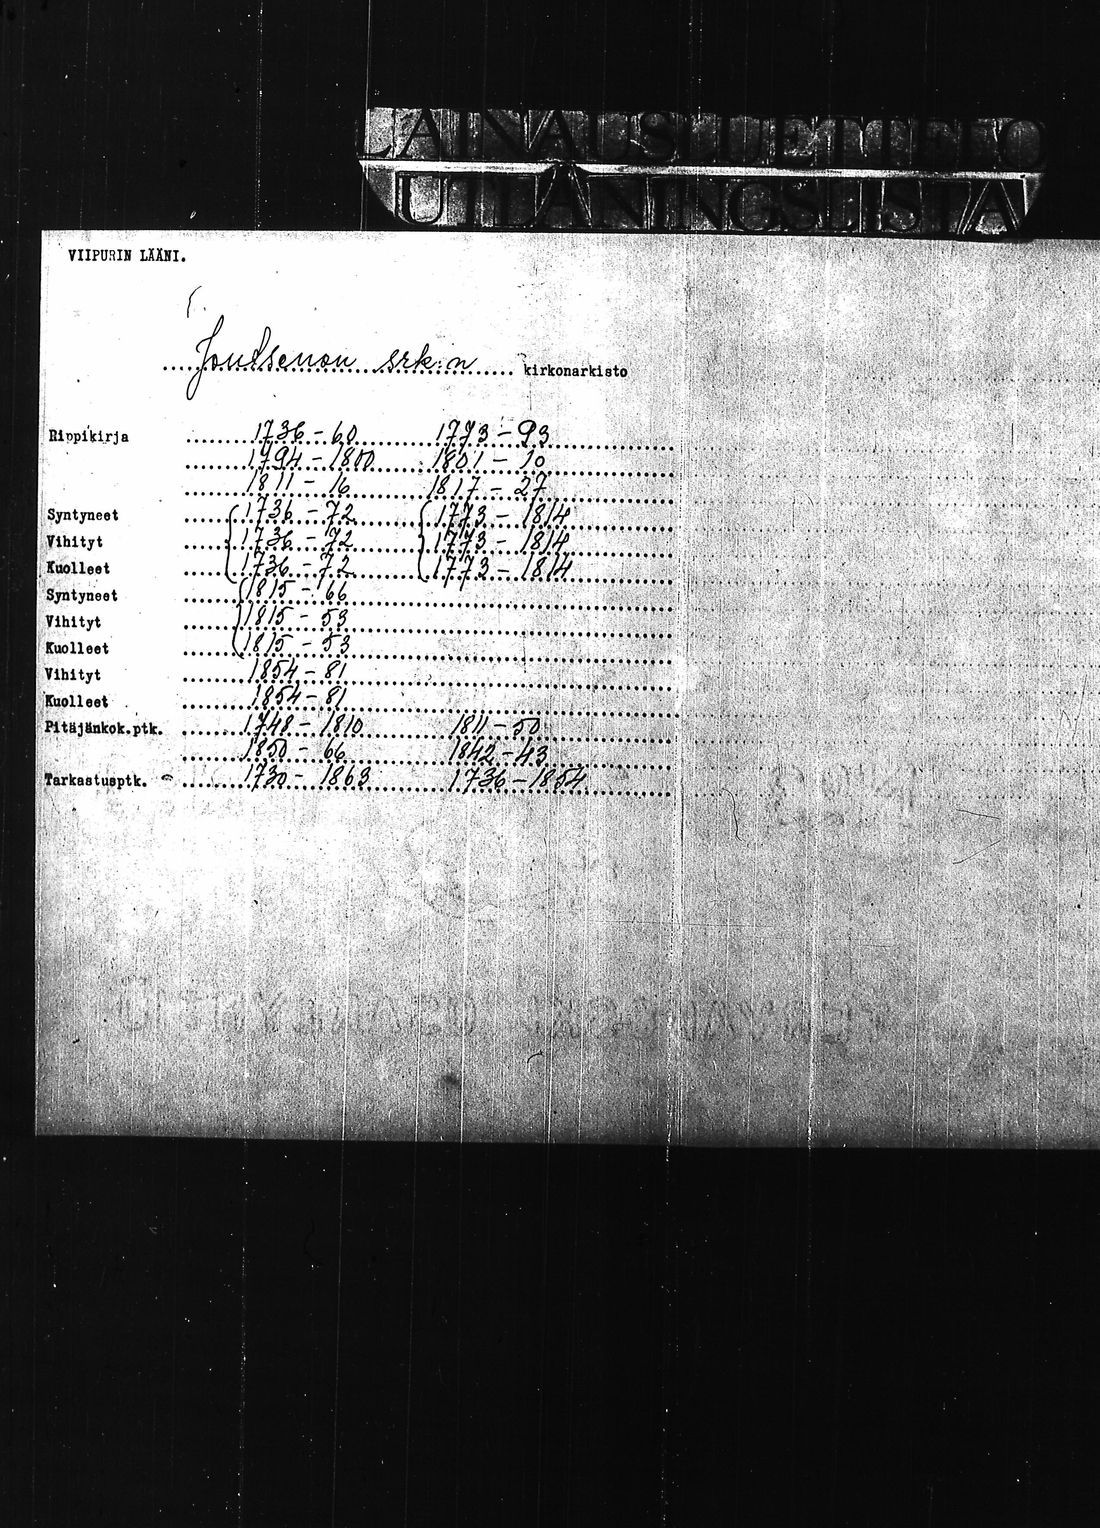 LAINAUSLUETTELO
UTLÅNINGSLISTA
VIIPURIN LÄÄNI.
Joutsenon srk:n kirkonarkisto
Rippikirja 1736-60 1773-93
1794-1800 1801-10
1811-16 1817-27
Syntyneet 1736-72 1773-1814
Vihityt 1736-72 1773-1814
Kuolleet 1736-72 1773-1814
Syntyneet 1815-66
Vihityt 1815-53
Kuolleet 1815-53
Vihityt 1854-81
Kuolleet 1854-81
Pitäjänkok.ptk. 1748-1810 1811-50
1850-66 1842-43
Tarkastusptk. 1730-1863 1736-1854